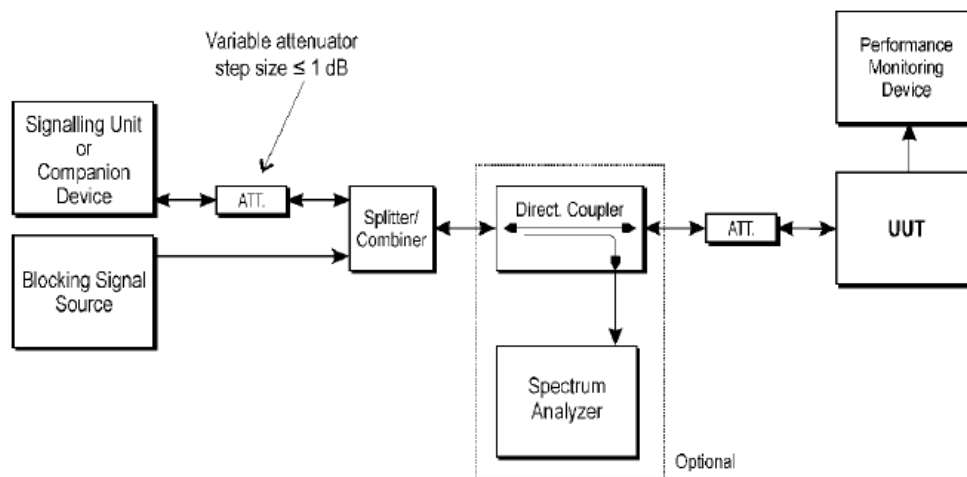 Variable attenuator
step size ≤ 1 dB
Signalling Unit
or
Companion
Device
ATT.
Splitter/
Combiner
Blocking Signal
Source
Direct. Coupler
Spectrum
Analyzer
Optional
ATT.
UUT
Performance
Monitoring
Device